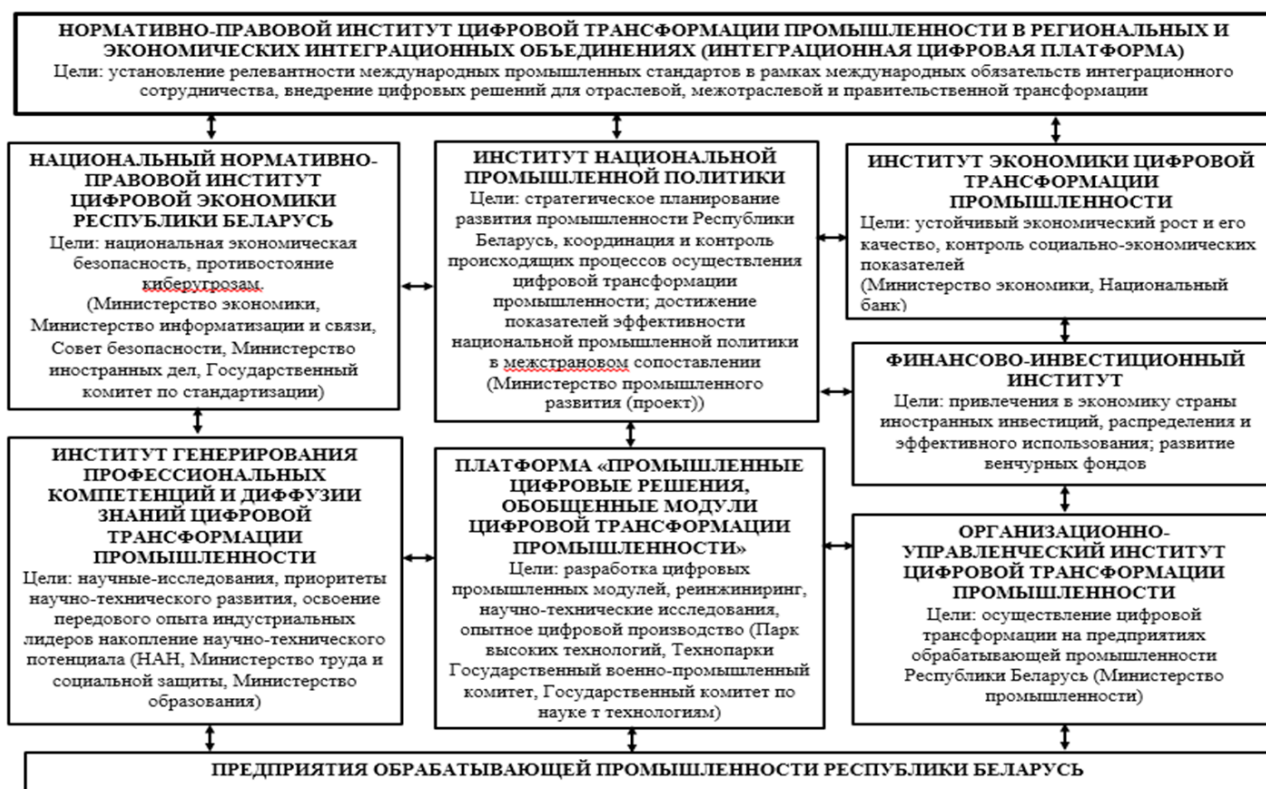 НОРМАТИВНО-ПРАВОВОЙ ИНСТИТУТ ЦИФРОВОЙ ТРАНСФОРМАЦИИ ПРОМЫШЛЕННОСТИ В РЕГИОНАЛЬНЫХ И
ЭКОНОМИЧЕСКИХ ИНТЕГРАЦИОННЫХ ОБЪЕДИНЕНИЯХ (ИНТЕГРАЦИОННАЯ ЦИФРОВАЯ ПЛАТФОРМА)
Цели: установление релевантности международных промышленных стандартов в рамках международных обязательств интеграционного
сотрудничества, внедрение цифровых решений для отраслевой, межотраслевой и правительственной трансформации
НАЦИОНАЛЬНЫЙ НОРМАТИВНО-
ПРАВОВОЙ ИНСТИТУТ
ЦИФРОВОЙ ЭКОНОМИКИ
РЕСПУБЛИКИ БЕЛАРУСЬ
Цели: национальная экономическая
безопасность, противостояние
киберугрозам.
(Министерство экономики,
Министерство информатизации и связи,
Совет безопасности, Министерство
иностранных дел, Государственный
комитет по стандартизации)
ИНСТИТУТ НАЦИОНАЛЬНОЙ
ПРОМЫШЛЕННОЙ ПОЛИТИКИ
Цели: стратегическое планирование
развития промышленности Республики
Беларусь, координация и контроль
происходящих процессов осуществления
цифровой трансформации
промышленности; достижение
показателей эффективности
национальной промышленной политики
в межстрановом сопоставлении
(Министерство промышленного
развития (проект))
ИНСТИТУТ ЭКОНОМИКИ ЦИФРОВОЙ
ТРАНСФОРМАЦИИ
ПРОМЫШЛЕННОСТИ
Цели: устойчивый экономический рост и его
качество, контроль социально-экономических
показателей
(Министерство экономики, Национальный
банк)
ФИНАНСОВО-ИНВЕСТИЦИОННЫЙ
ИНСТИТУТ
Цели: привлечения в экономику страны
иностранных инвестиций, распределения и
эффективного использования; развитие
венчурных фондов
ИНСТИТУТ ГЕНЕРИРОВАНИЯ
ПРОФЕССИОНАЛЬНЫХ
КОМПЕТЕНЦИЙ И ДИФФУЗИИ
ЗНАНИЙ ЦИФРОВОЙ
ТРАНСФОРМАЦИИ
ПРОМЫШЛЕННОСТИ
Цели: научные-исследования, приоритеты
научно-технического развития, освоение
передового опыта индустриальных
лидеров накопление научно-технического
потенциала (НАН, Министерство труда и
социальной защиты, Министерство
образования)
ПЛАТФОРМА «ПРОМЫШЛЕННЫЕ
ЦИФРОВЫЕ РЕШЕНИЯ,
ОБОБЩЕННЫЕ МОДУЛИ
ЦИФРОВОЙ ТРАНСФОРМАЦИИ
ПРОМЫШЛЕННОСТИ»
Цели: разработка цифровых
промышленных модулей, реинжиниринг,
научно-технические исследования,
опытное цифровой производство (Парк
высоких технологий, Технопарки
Государственный военно-промышленный
комитет, Государственный комитет по
науке т технологиям)
ОРГАНИЗАЦИОННО-
УПРАВЛЕНЧЕСКИЙ ИНСТИТУТ
ЦИФРОВОЙ ТРАНСФОРМАЦИИ
ПРОМЫШЛЕННОСТИ
Цели: осуществление цифровой
трансформации на предприятиях
обрабатывающей промышленности
Республики Беларусь (Министерство
промышленности)
ПРЕДПРИЯТИЯ ОБРАБАТЫВАЮЩЕЙ ПРОМЫШЛЕННОСТИ РЕСПУБЛИКИ БЕЛАРУСЬ